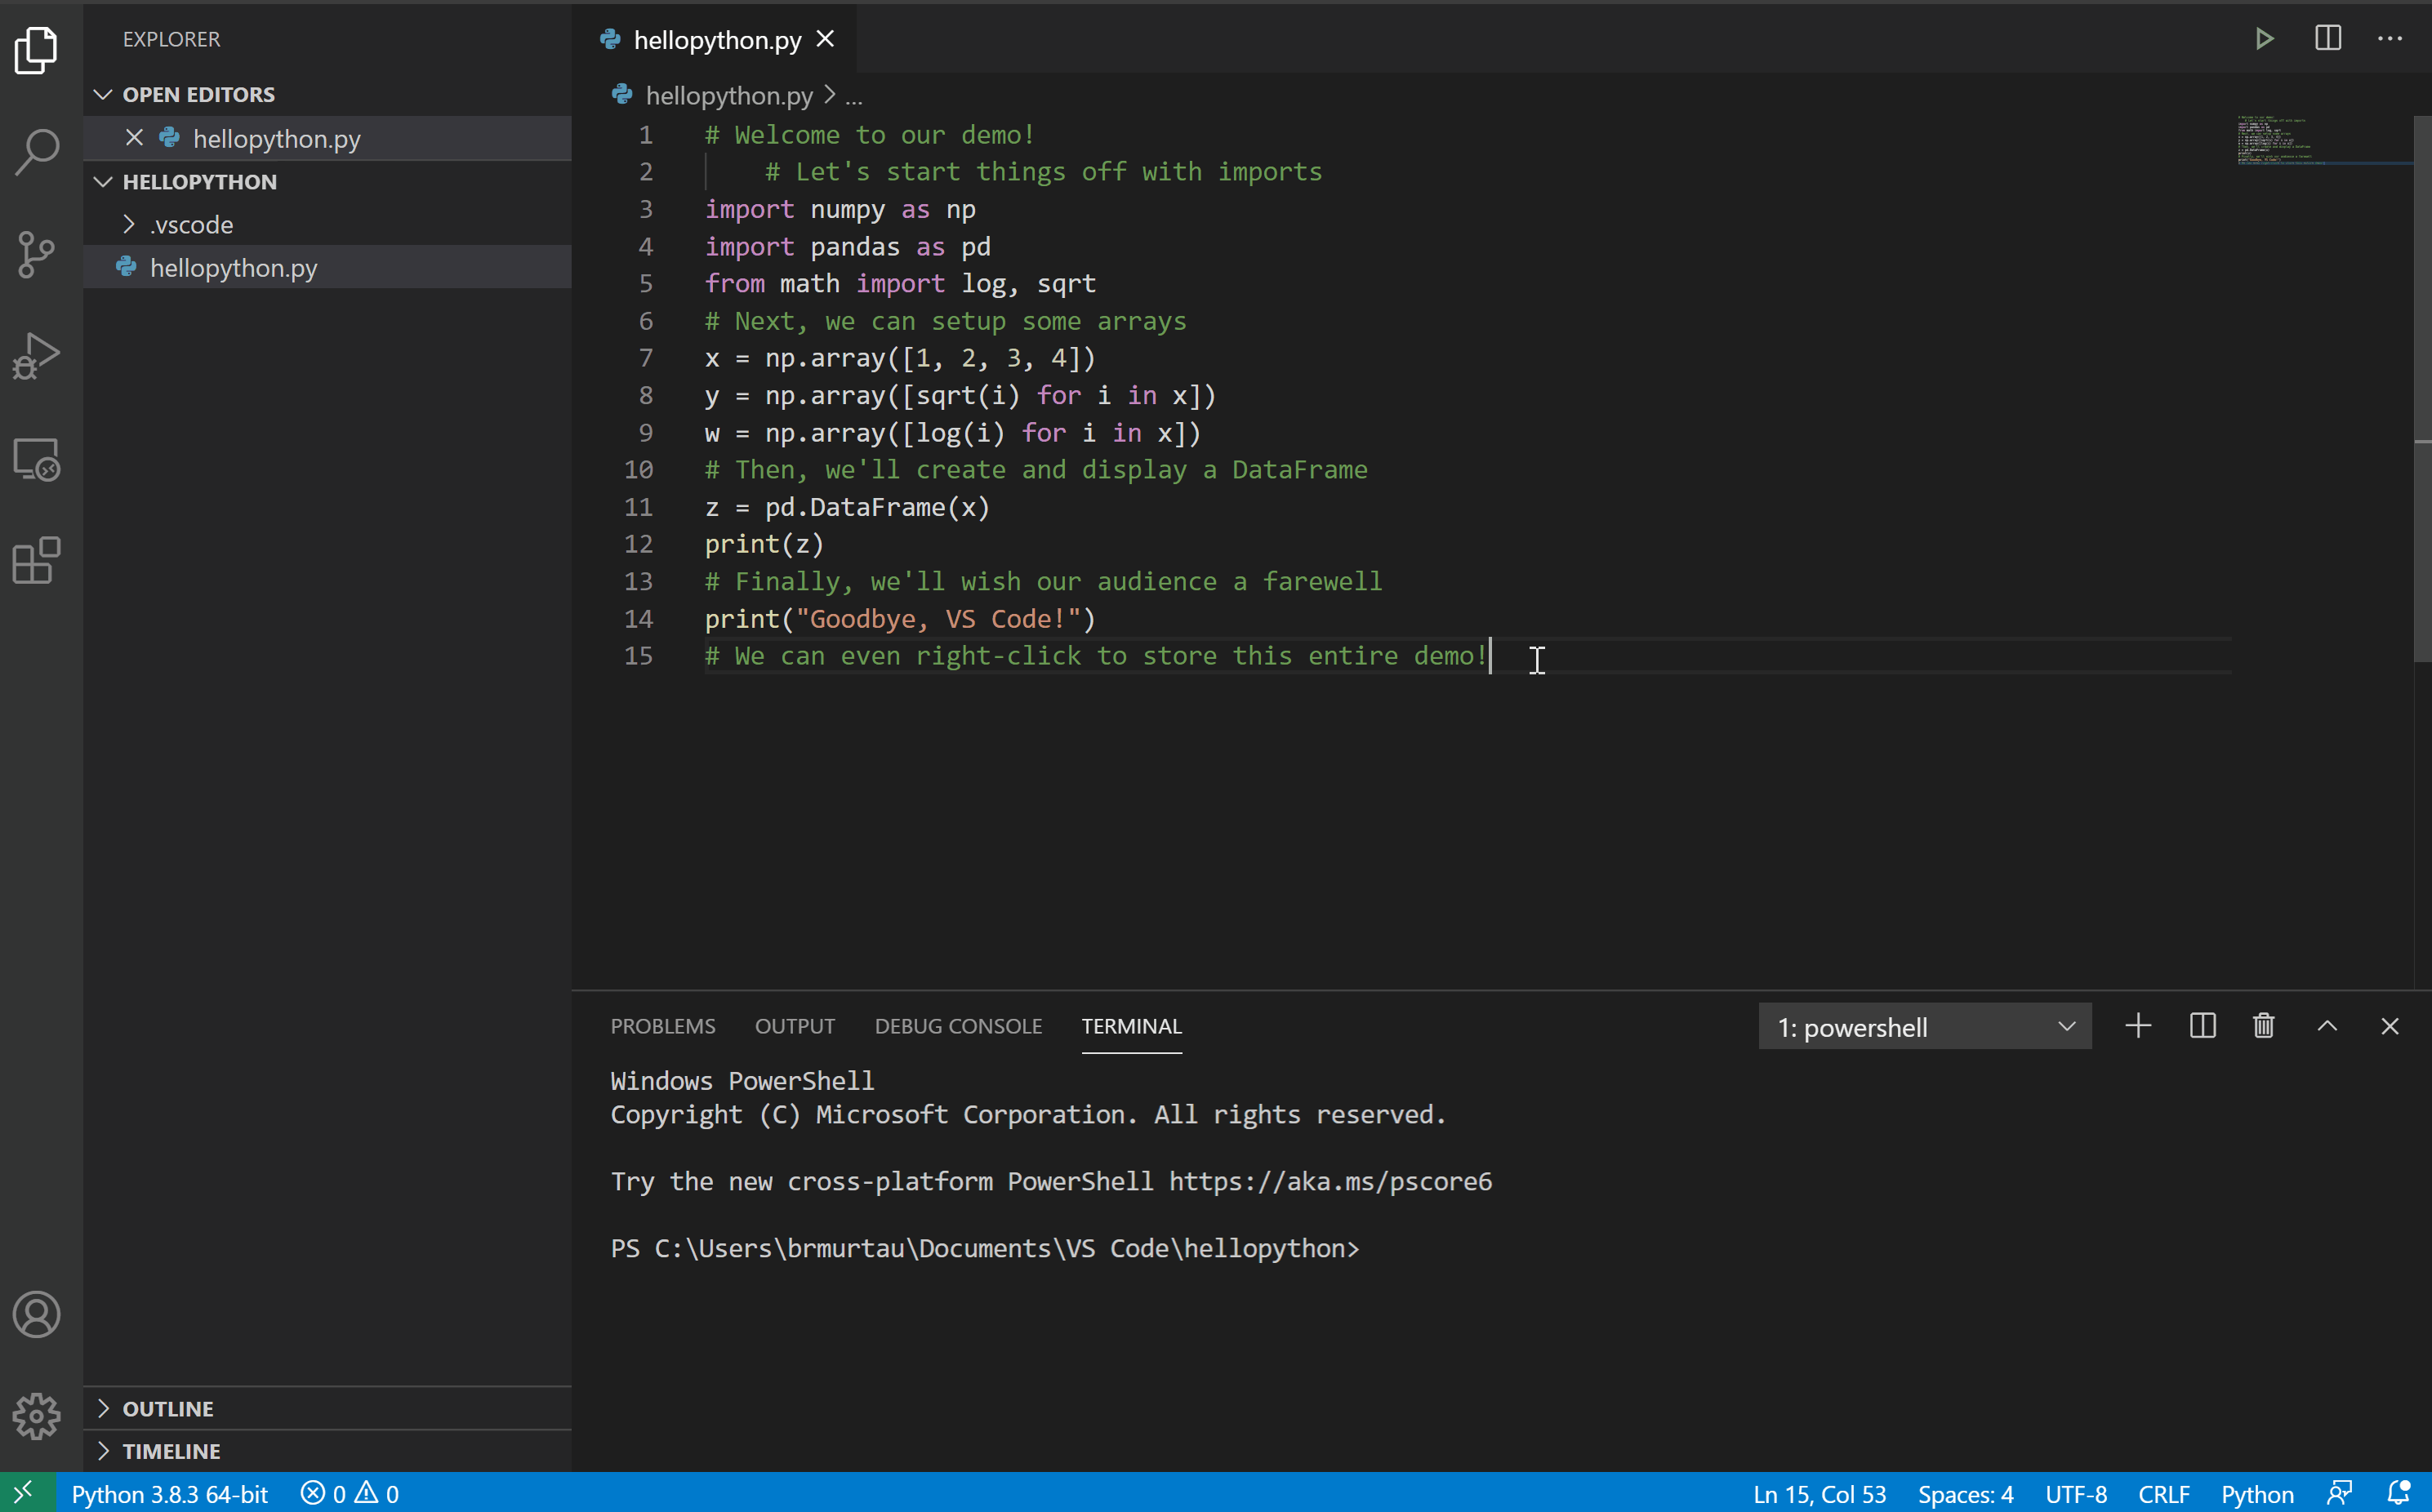 EXPLORER
OPEN EDITORS
hellopython.py
HELLOPYTHON
.vscode
hellopython.py
OUTLINE
TIMELINE
hellopython.py
hellopython.py > ...
1 # Welcome to our demo!
2     # Let's start things off with imports
3 import numpy as np
4 import pandas as pd
5 from math import log, sqrt
6 # Next, we can setup some arrays
7 x = np.array([1, 2, 3, 4])
8 y = np.array([sqrt(i) for i in x])
9 w = np.array([log(i) for i in x])
10 # Then, we'll create and display a DataFrame
11 z = pd.DataFrame(x)
12 print(z)
13 # Finally, we'll wish our audience a farewell
14 print("Goodbye, VS Code!")
15 # We can even right-click to store this entire demo!
PROBLEMS OUTPUT DEBUG CONSOLE TERMINAL 1: powershell
Windows PowerShell
Copyright (C) Microsoft Corporation. All rights reserved.
Try the new cross-platform PowerShell https://aka.ms/pscore6
PS C:\Users\brmurtau\Documents\VS Code\hellopython>
Python 3.8.3 64-bit 0 0 Ln 15, Col 53 Spaces: 4 UTF-8 CRLF Python